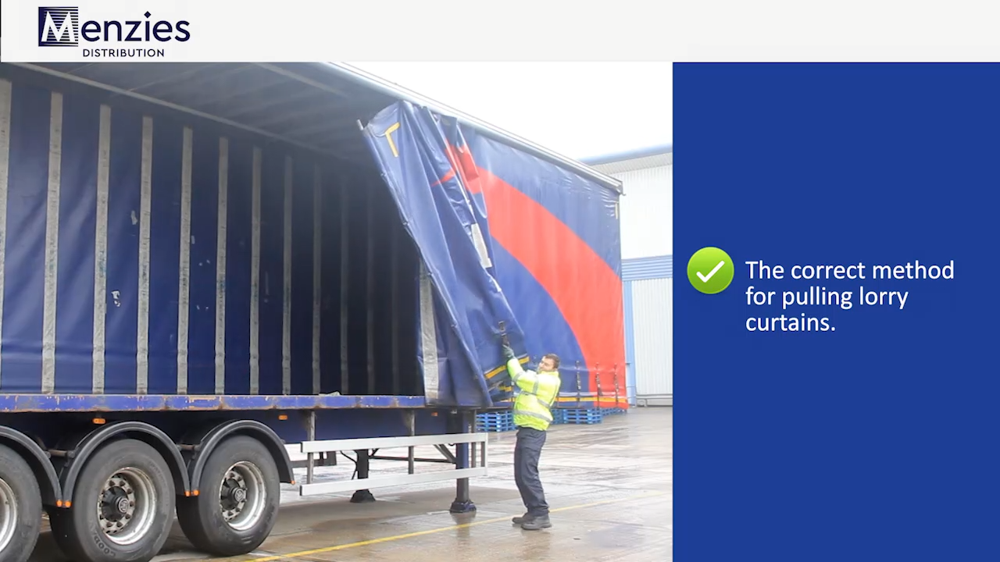 Menzies
DISTRIBUTION
The correct method
for pulling lorry
curtains.